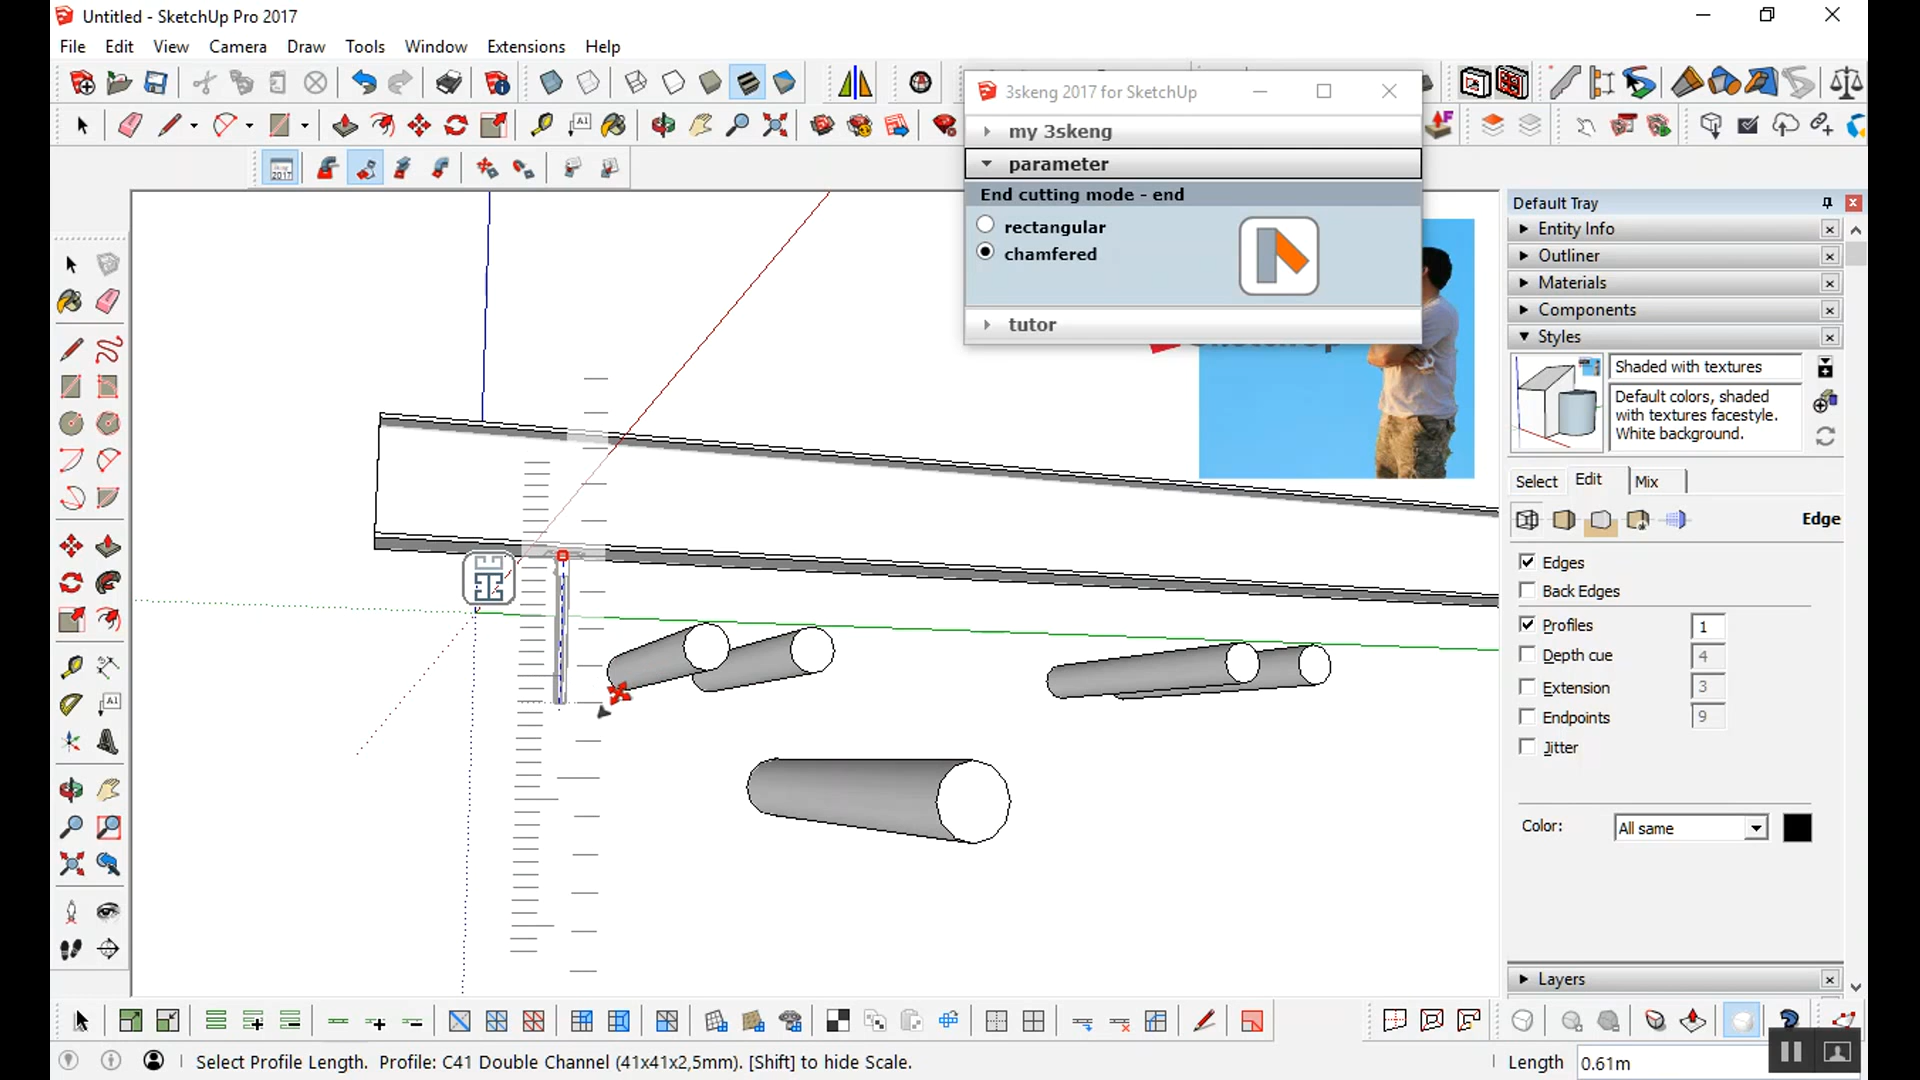 Untitled - SketchUp Pro 2017
File Edit View Camera Draw Tools Window Extensions Help
3skeng 2017 for SketchUp
my 3skeng
parameter
End cutting mode - end
rectangular
chamfered
tutor
2017
A1
F
Default Tray
Entity Info
Outliner
Materials
Components
Styles
Shaded with textures
Default colors, shaded
with textures facestyle.
White background.
Select Edit Mix
Edge
Edges
Back Edges
Profiles 1
Depth cue 4
Extension 3
Endpoints 9
Jitter
Color: All same
Layers
A1
Select Profile Length. Profile: C41 Double Channel (41x41x2,5mm). [Shift] to hide Scale.
Length 0.61m